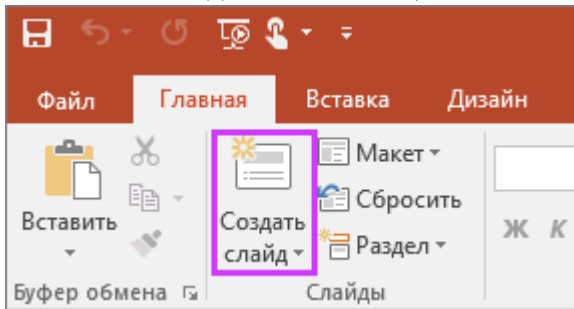 Файл Главная Вставка Дизайн
Вставить
Создать слайд
Макет
Сбросить
Раздел
Ж К
Буфер обмена
Слайды